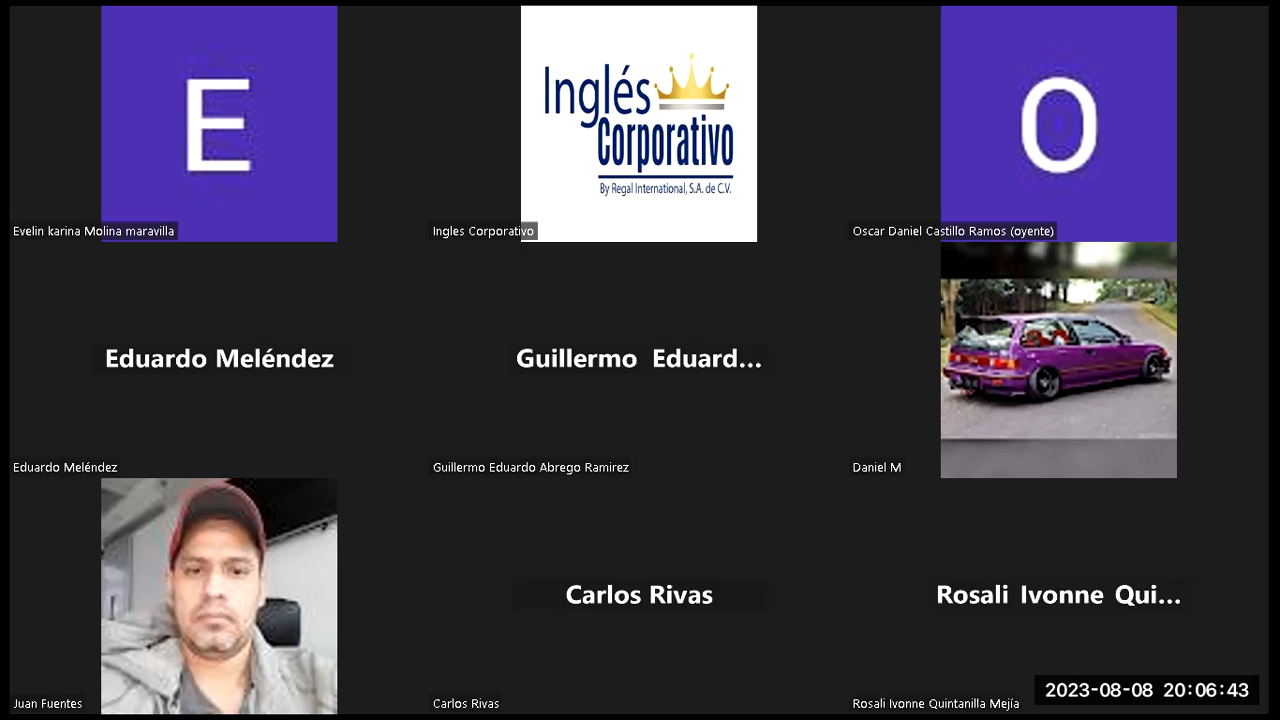 E
Inglés
Corporativo
By Regal International, S.A. de C.V.
O
Evelin karina Molina maravilla
Ingles Corporativo
Oscar Daniel Castillo Ramos (oyente)
Eduardo Meléndez
Guillermo Eduard...
Eduardo Meléndez
Guillermo Eduardo Abrego Ramirez
Daniel M
Carlos Rivas
Rosali Ivonne Qui...
2023-08-08 20:06:43
Juan Fuentes
Carlos Rivas
Rosali Ivonne Quintanilla Mejía